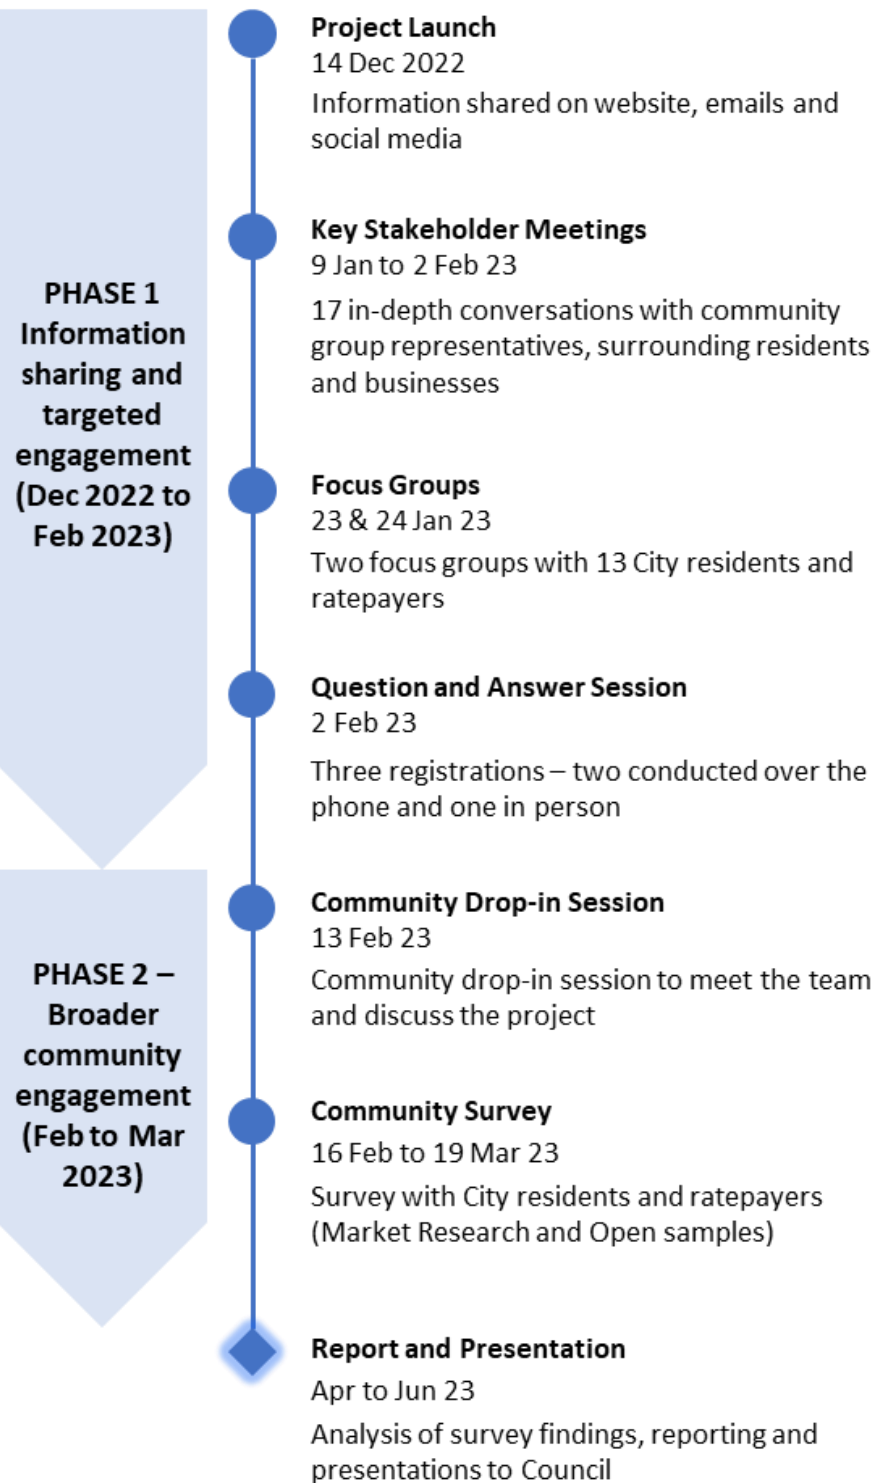 PHASE 1
Information
sharing and
targeted
engagement
(Dec 2022 to
Feb 2023)
Project Launch
14 Dec 2022
Information shared on website, emails and
social media
Key Stakeholder Meetings
9 Jan to 2 Feb 23
17 in-depth conversations with community
group representatives, surrounding residents
and businesses
Focus Groups
23 & 24 Jan 23
Two focus groups with 13 City residents and
ratepayers
Question and Answer Session
2 Feb 23
Three registrations – two conducted over the
phone and one in person
PHASE 2 –
Broader
community
engagement
(Feb to Mar
2023)
Community Drop-in Session
13 Feb 23
Community drop-in session to meet the team
and discuss the project
Community Survey
16 Feb to 19 Mar 23
Survey with City residents and ratepayers
(Market Research and Open samples)
Report and Presentation
Apr to Jun 23
Analysis of survey findings, reporting and
presentations to Council